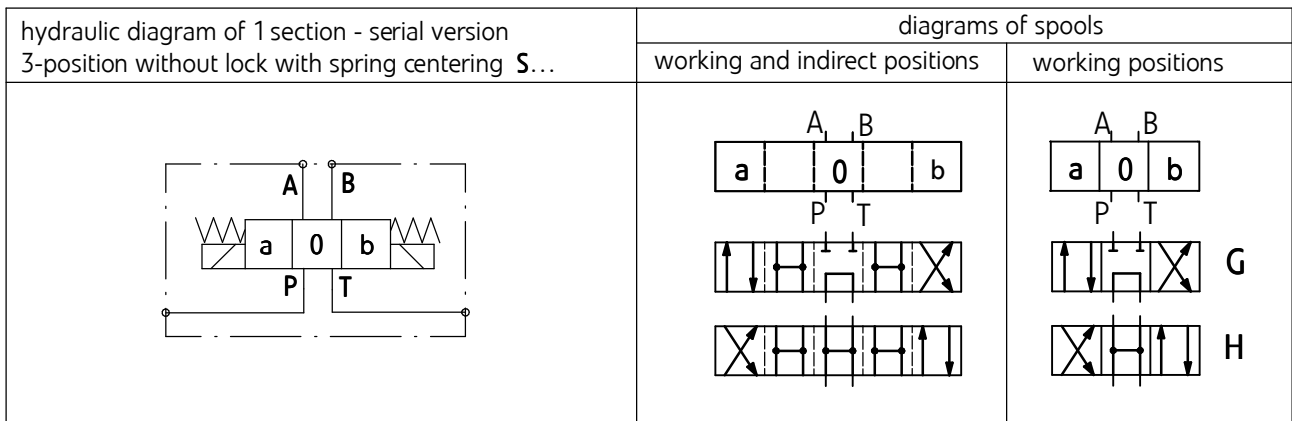 hydraulic diagram of 1 section - serial version
3-position without lock with spring centering S...
diagrams of spools
working and indirect positions
working positions
A B
a 0 b
P T
A B
a 0 b
P T
A B
a 0 b
P T
G
H